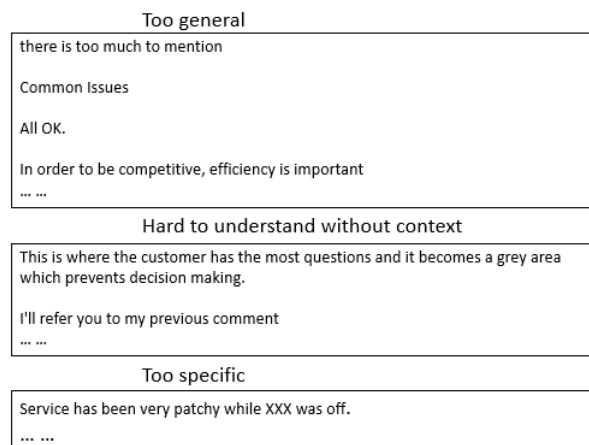 Too general
there is too much to mention
Common Issues
All OK.
In order to be competitive, efficiency is important
... ...
Hard to understand without context
This is where the customer has the most questions and it becomes a grey area
which prevents decision making.
I'll refer you to my previous comment
... ...
Too specific
Service has been very patchy while XXX was off.
... ...